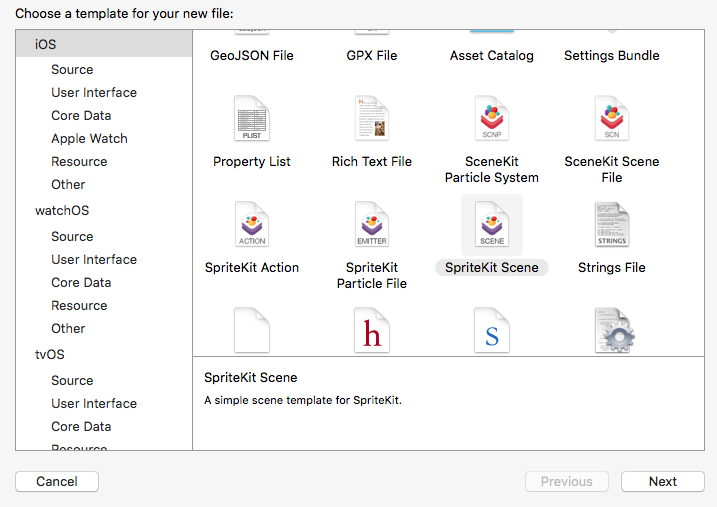 Choose a template for your new file:
iOS
Source
User Interface
Core Data
Apple Watch
Resource
Other
watchOS
Source
User Interface
Core Data
Resource
Other
tvOS
Source
User Interface
Core Data
Resource
GeoJSON File
GPX File
Asset Catalog
Settings Bundle
PLIST
SCNP
SCN
Property List
Rich Text File
SceneKit
Particle System
SceneKit Scene
File
ACTION
EMITTER
SCENE
STRINGS
SpriteKit Action
SpriteKit
Particle File
SpriteKit Scene
Strings File
h
S
SpriteKit Scene
A simple scene template for SpriteKit.
Cancel
Previous
Next